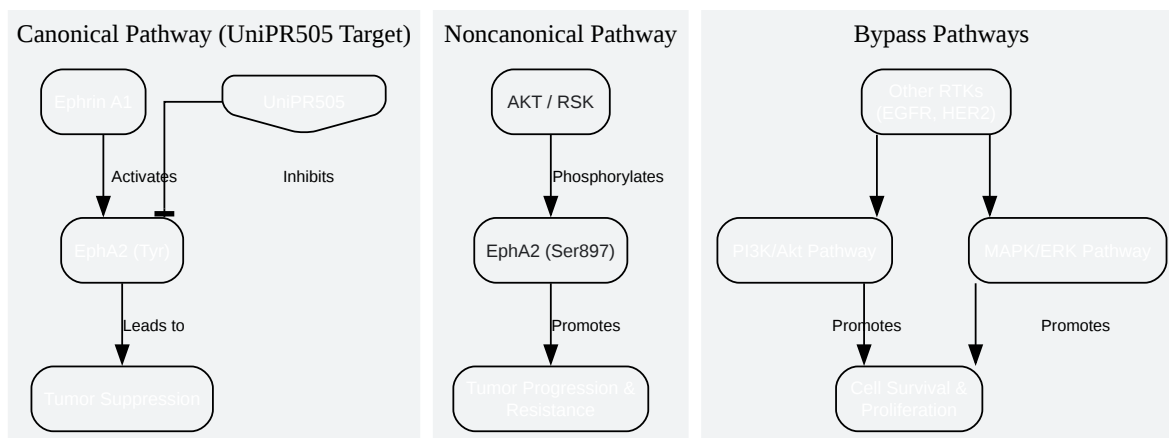 Canonical Pathway (UniPR505 Target)
Ephrin A1
UniPR505
Activates
Inhibits
EphA2 (Tyr)
Leads to
Tumor Suppression
Noncanonical Pathway
AKT / RSK
Phosphorylates
EphA2 (Ser897)
Promotes
Tumor Progression &
Resistance
Bypass Pathways
Other RTKs
(EGFR, HER2)
PI3K/Akt Pathway
MAPK/ERK Pathway
Promotes
Promotes
Cell Survival &
Proliferation